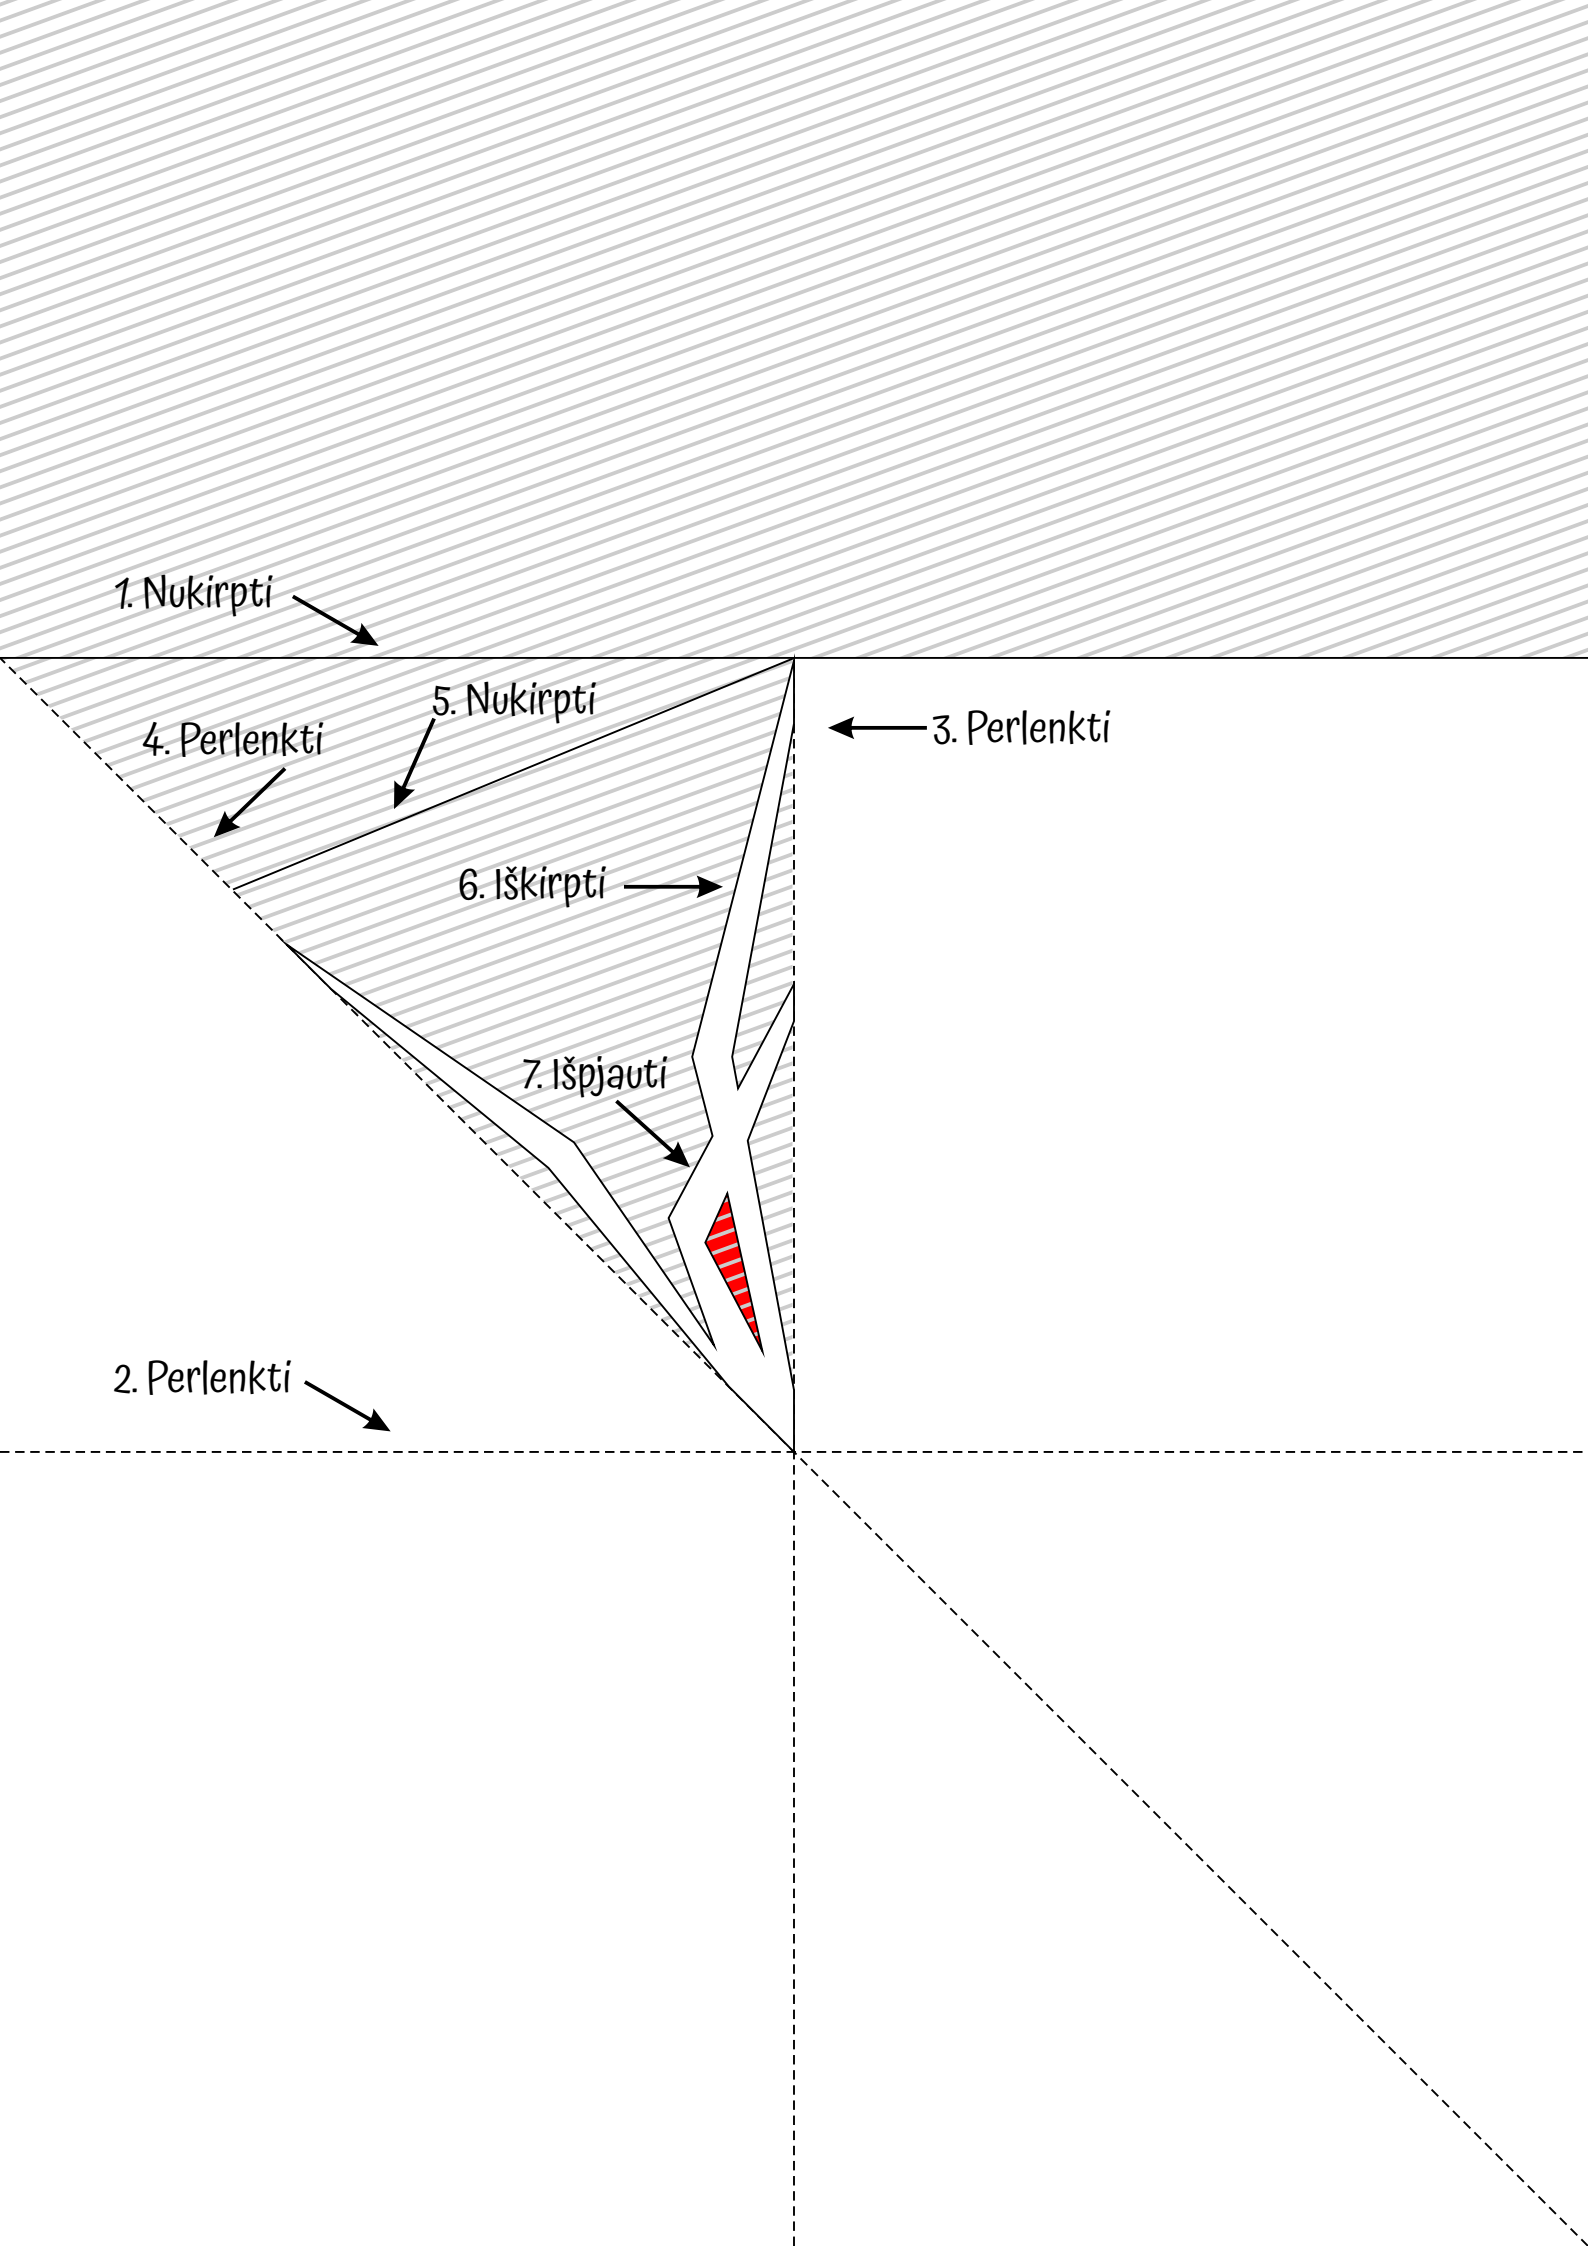 1. Nukirpti
5. Nukirpti
3. Perlenkti
4. Perlenkti
6. Iškirpti
7. Išpjauti
2. Perlenkti